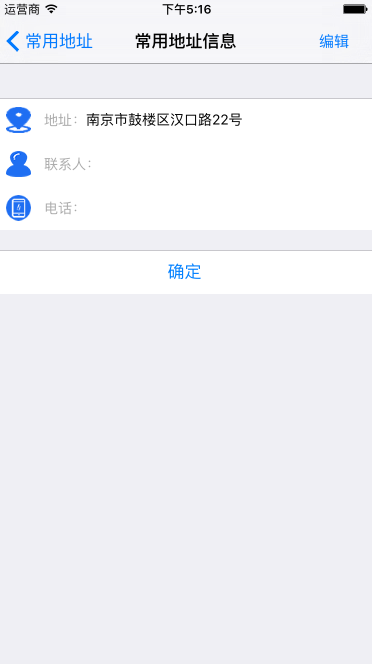 运营商 下午5:16
常用地址 常用地址信息 编辑
地址: 南京市鼓楼区汉口路22号
联系人:
电话:
确定